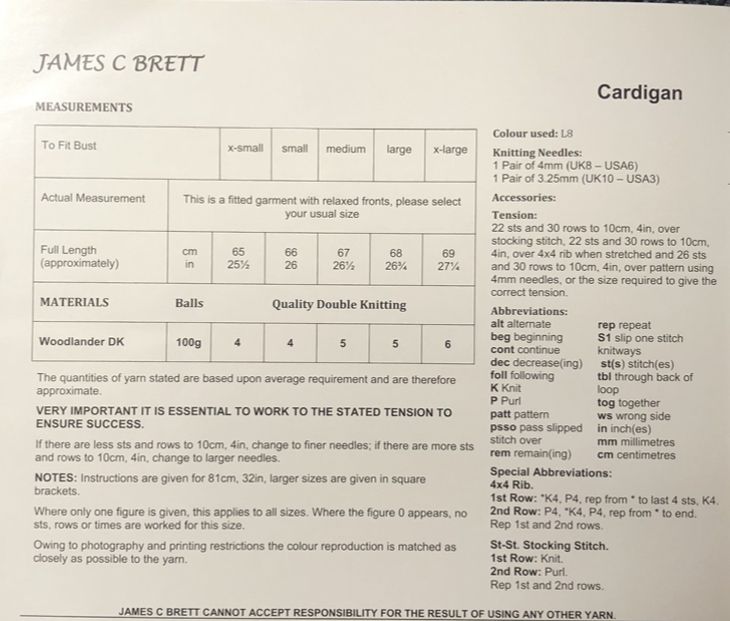 JAMES C BRETT
Cardigan
MEASUREMENTS
To Fit Bust x-small small medium large x-large
Actual Measurement This is a fitted garment with relaxed fronts, please select
your usual size
Full Length cm 65 66 67 68 69
(approximately) in 25½ 26 26½ 26¾ 27¼
MATERIALS Balls Quality Double Knitting
Woodlander DK 100g 4 4 5 5 6
The quantities of yarn stated are based upon average requirement and are therefore
approximate.
VERY IMPORTANT IT IS ESSENTIAL TO WORK TO THE STATED TENSION TO
ENSURE SUCCESS.
If there are less sts and rows to 10cm, 4in, change to finer needles; if there are more sts
and rows to 10cm, 4in, change to larger needles.
NOTES: Instructions are given for 81cm, 32in, larger sizes are given in square
brackets.
Where only one figure is given, this applies to all sizes. Where the figure 0 appears, no
sts, rows or times are worked for this size.
Owing to photography and printing restrictions the colour reproduction is matched as
closely as possible to the yarn.
Colour used: L8
Knitting Needles:
1 Pair of 4mm (UK8 – USA6)
1 Pair of 3.25mm (UK10 – USA3)
Accessories:
Tension:
22 sts and 30 rows to 10cm, 4in, over
stocking stitch, 22 sts and 30 rows to 10cm,
4in, over 4x4 rib when stretched and 26 sts
and 30 rows to 10cm, 4in, over pattern using
4mm needles, or the size required to give the
correct tension.
Abbreviations:
alt alternate
beg beginning
cont continue
dec decrease(ing)
foll following
K Knit
P Purl
patt pattern
psso pass slipped
stitch over
rem remain(ing)
rep repeat
S1 slip one stitch
knitways
st(s) stitch(es)
tbl through back of
loop
tog together
ws wrong side
in inch(es)
mm millimetres
cm centimetres
Special Abbreviations:
4x4 Rib.
1st Row: *K4, P4, rep from * to last 4 sts, K4.
2nd Row: P4, *K4, P4, rep from * to end.
Rep 1st and 2nd rows.
St-St. Stocking Stitch.
1st Row: Knit.
2nd Row: Purl.
Rep 1st and 2nd rows.
JAMES C BRETT CANNOT ACCEPT RESPONSIBILITY FOR THE RESULT OF USING ANY OTHER YARN.